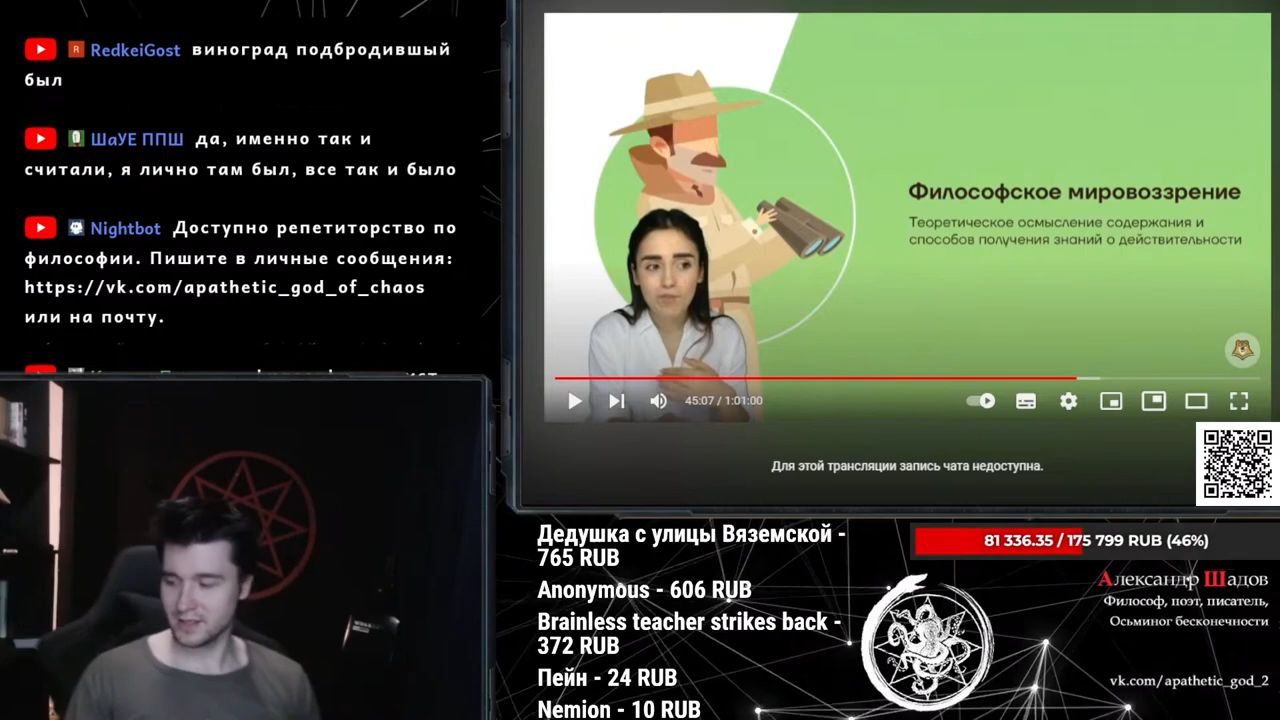 RedkeiGost виноград подбродивший
был
ШаУЕ ППШ да, именно так и
считали, я лично там был, все так и было
Nightbot Доступно репетиторство по
философии. Пишите в личные сообщения:
https://vk.com/apathetic_god_of_chaos
или на почту.
Философское мировоззрение
Теоретическое осмысление содержания и
способов получения знаний о действительности
45:07 / 1:01:00
Для этой трансляции запись чата недоступна.
Дедушка с улицы Вяземской -
765 RUB
Anonymous - 606 RUB
Brainless teacher strikes back -
372 RUB
Пейн - 24 RUB
Nemion - 10 RUB
81 336.35 / 175 799 RUB (46%)
Александр Шадов
Философ, поэт, писатель,
Осьминог бесконечности
vk.com/apathetic_god_2